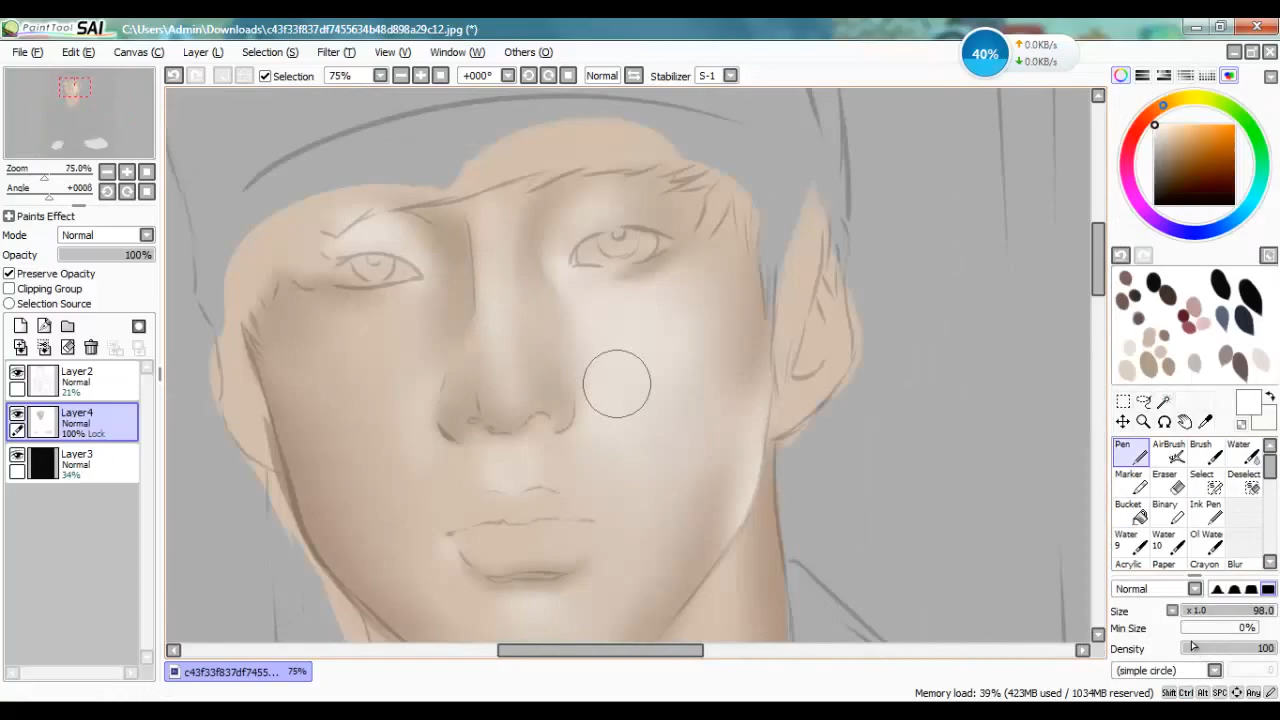 PaintTool SAI C:\Users\Admin\Downloads\c43f33f837df7455634b48d898a29c12.jpg (*)
File (F) Edit (E) Canvas (C) Layer (L) Selection (S) Filter (T) View (V) Window (W) Others (O)
40% 0.0KB/s
0.0KB/s
Selection 75% +000° Normal Stabilizer S-1
Zoom 75.0%
Angle +000ß
Paints Effect
Mode Normal
Opacity 100%
Preserve Opacity
Clipping Group
Selection Source
Layer2
Normal
21%
Layer4
Normal
100% Lock
Layer3
Normal
34%
Pen AirBrush Brush Water
Marker Eraser Select Deselect
Bucket Binary Ink Pen
Water 9 Water 10 Oil Wate
Acrylic Paper Crayon Blur
Normal
Size x 1.0 98.0
Min Size 0%
Density 100
(simple circle)
c43f33f837df7455... 75%
Memory load: 39% (423MB used / 1034MB reserved) Shift Ctrl Alt SPC Any